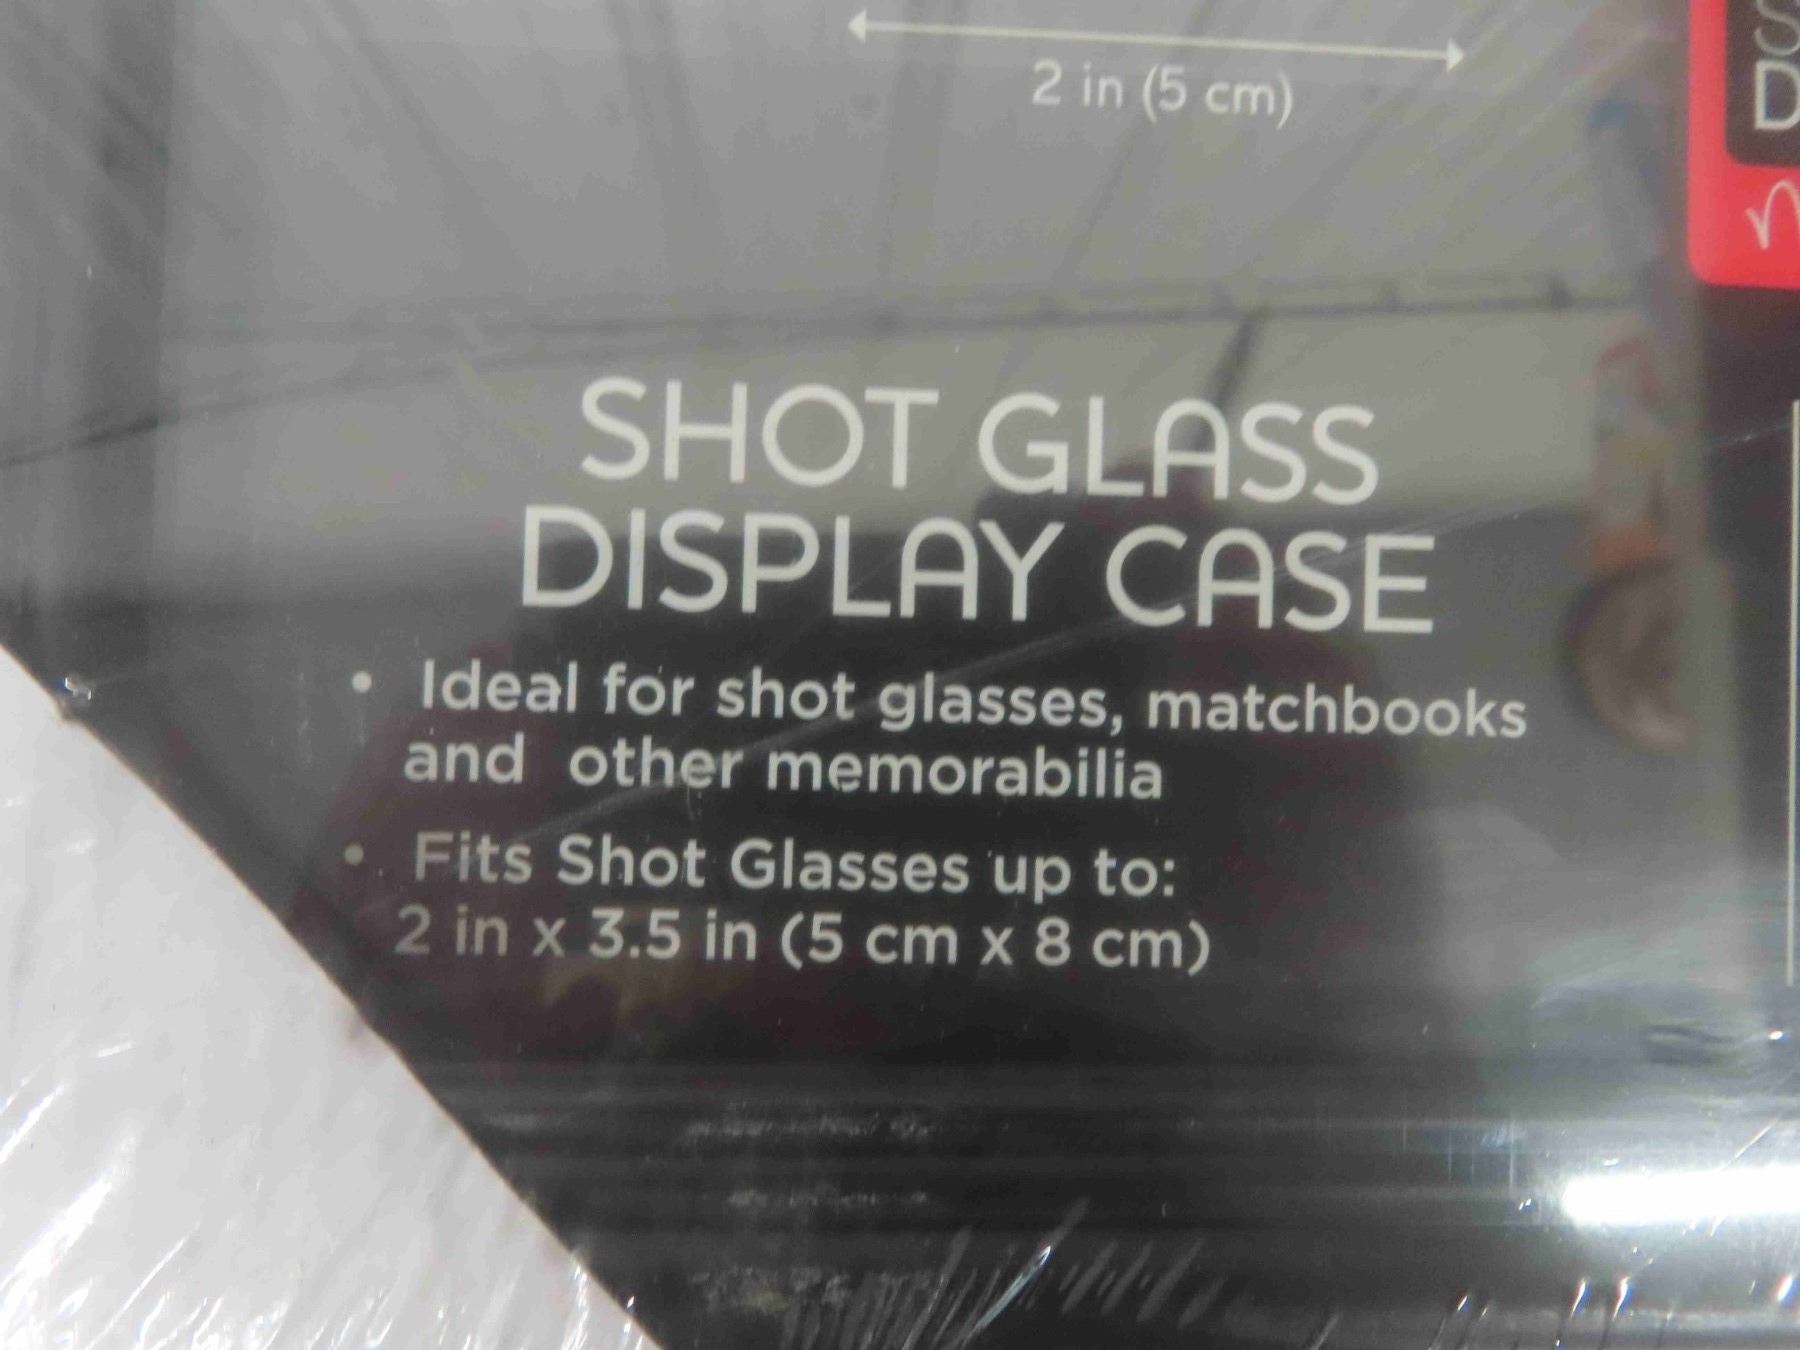 2 in (5 cm)
SHOT GLASS
DISPLAY CASE
• Ideal for shot glasses, matchbooks
and other memorabilia
• Fits Shot Glasses up to:
2 in x 3.5 in (5 cm x 8 cm)